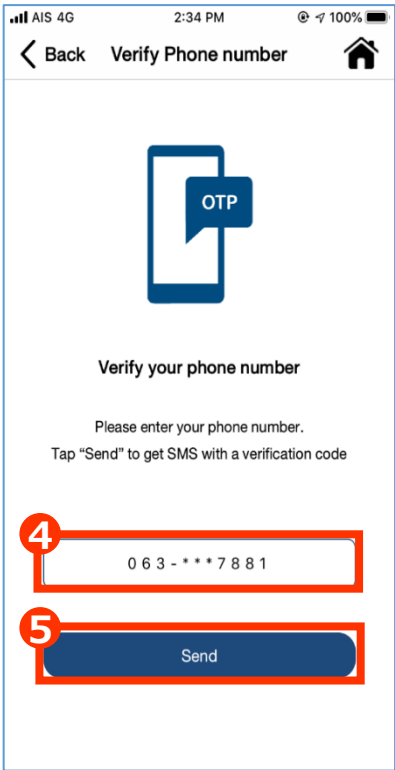 AIS 4G 2:34 PM 100%
Back Verify Phone number
OTP
Verify your phone number
Please enter your phone number.
Tap “Send” to get SMS with a verification code
4
063-***7881
5
Send